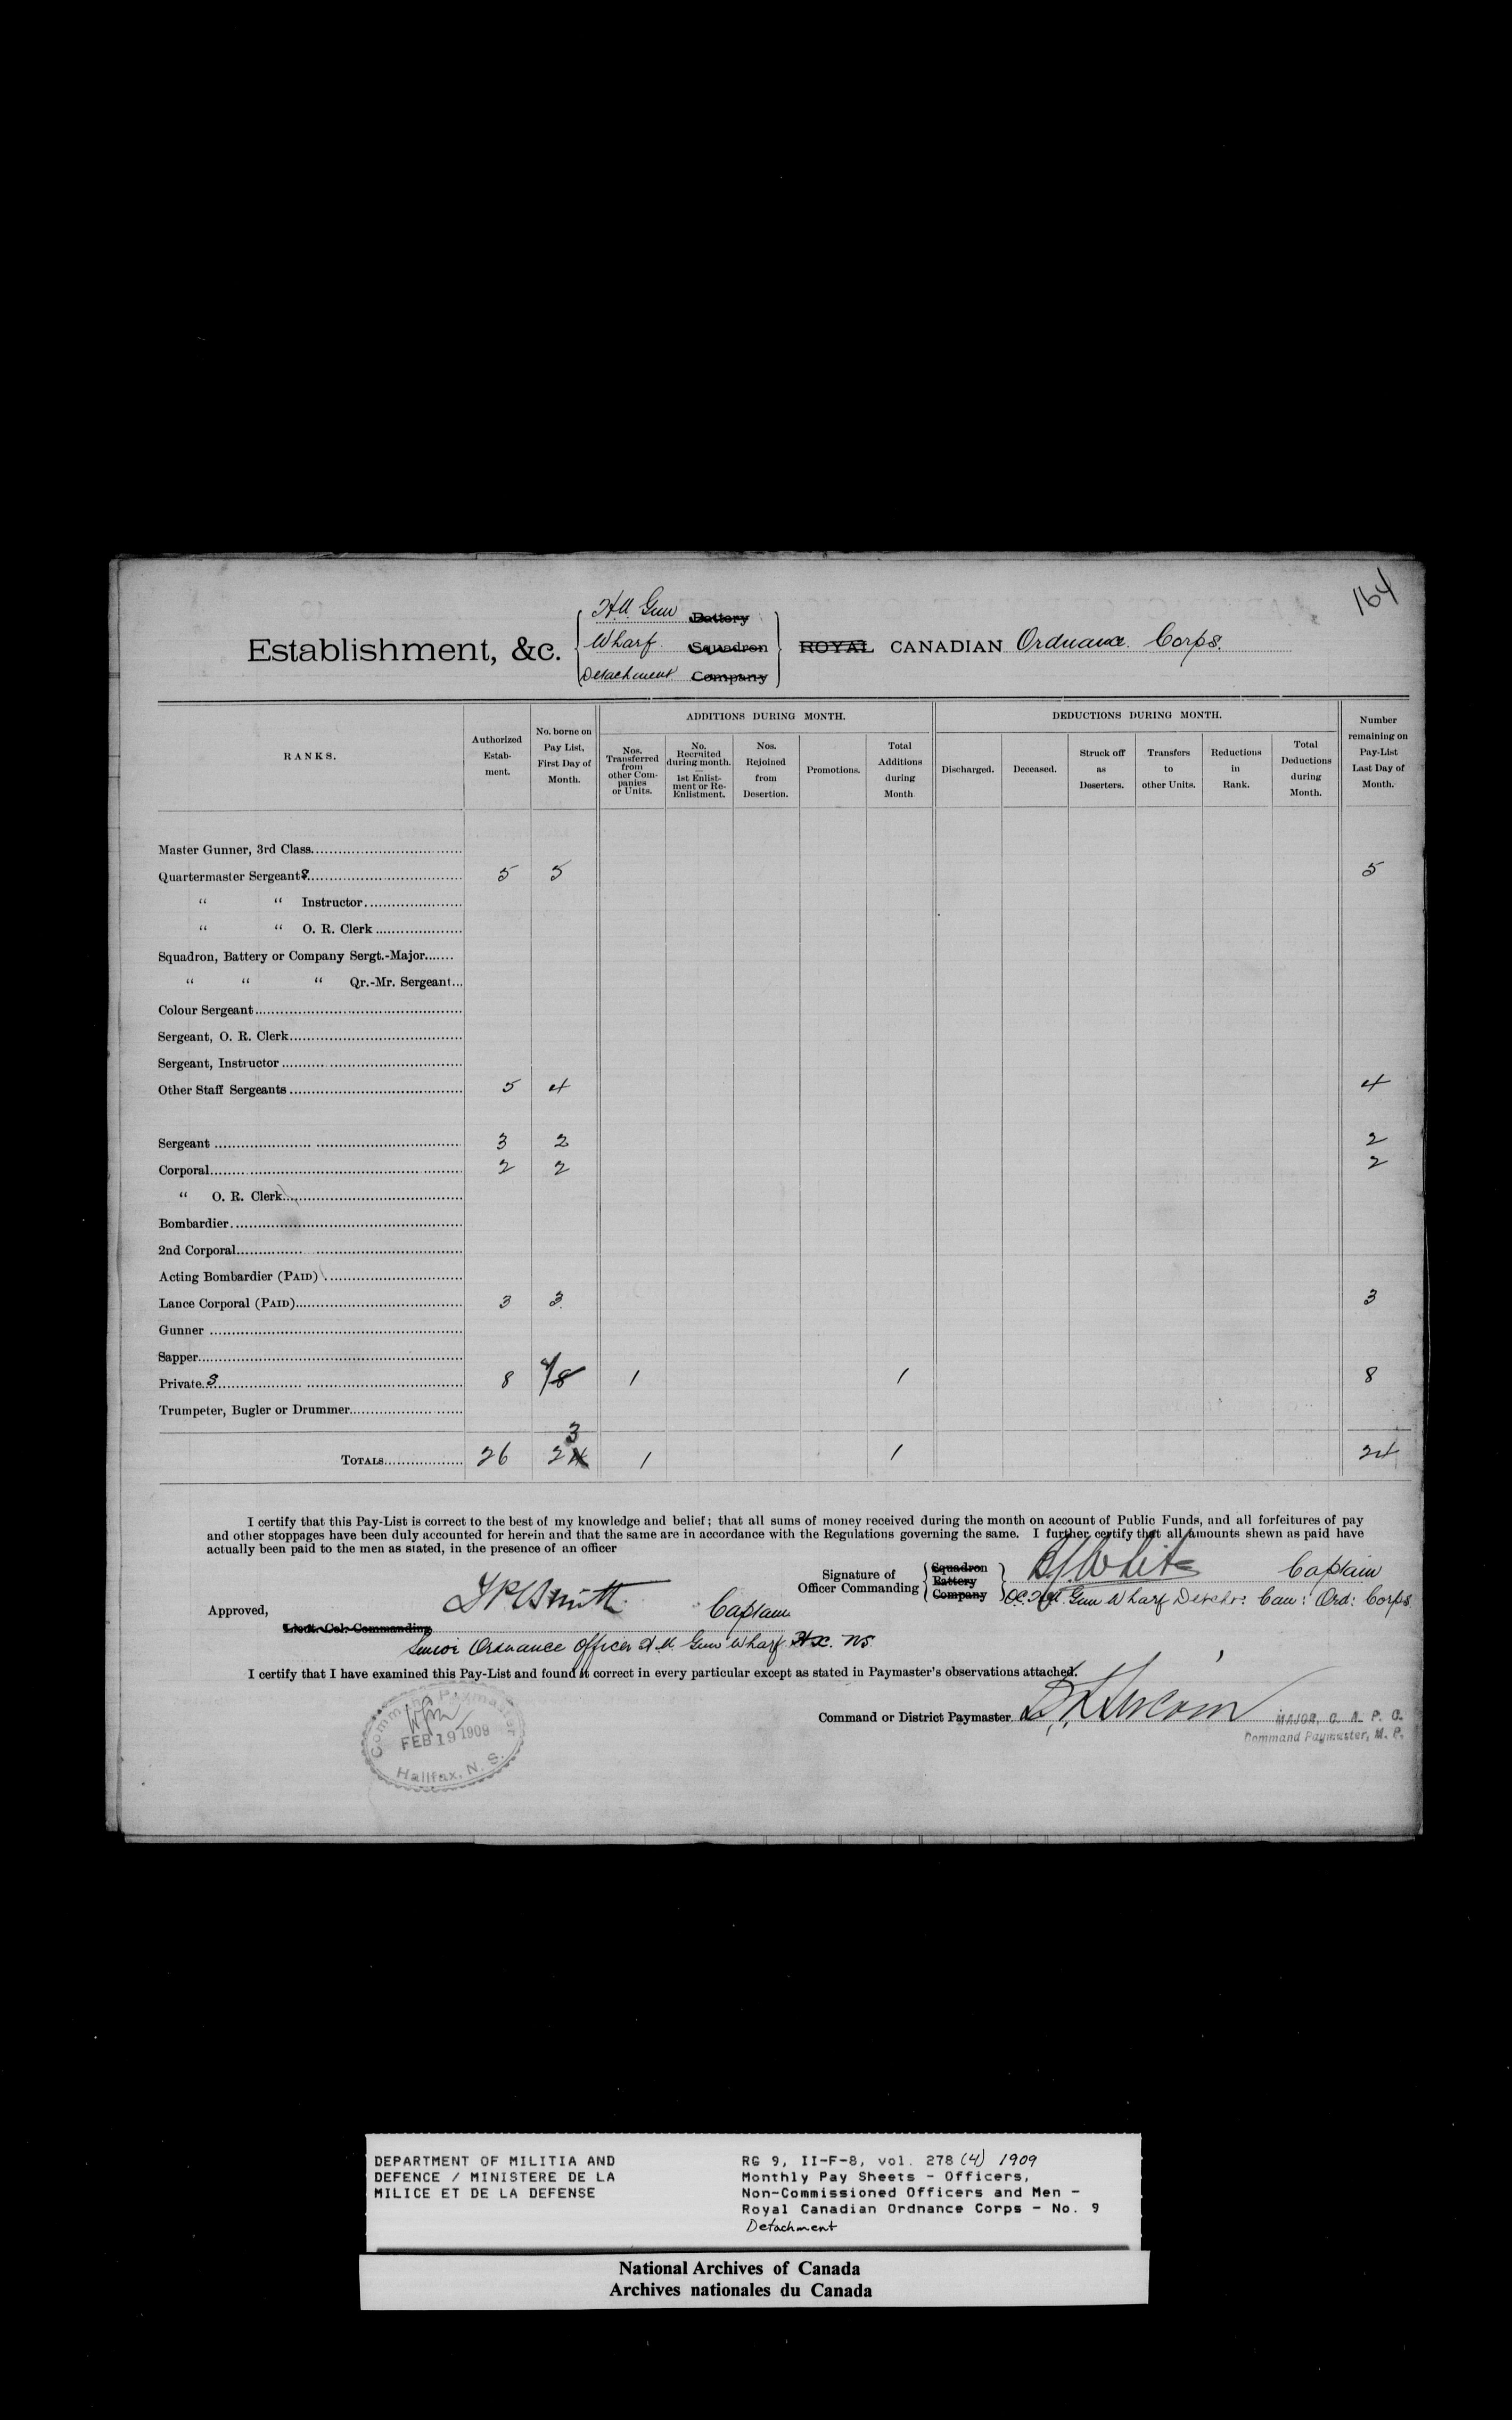 164
H.M. Gun Battery
Establishment, &c. Wharf Squadron ROYAL CANADIAN Ordnance Corps.
Detachment Company
RANKS.
Authorized Estab- ment.
No. borne on Pay List, First Day of Month.
ADDITIONS DURING MONTH.
Nos. Transferred from other Com- panies or Units.
No. Recruited during month. — 1st Enlist- ment or Re- Enlistment.
Nos. Rejoined from Desertion.
Promotions.
Total Additions during Month
DEDUCTIONS DURING MONTH.
Discharged.
Deceased.
Struck off as Deserters.
Transfers to other Units.
Reductions in Rank.
Total Deductions during Month.
Number remaining on Pay-List Last Day of Month.
Master Gunner, 3rd Class
Quartermaster Sergeants 5 5 5
“ “ Instructor
“ “ O. R. Clerk
Squadron, Battery or Company Sergt.-Major
“ “ “ Qr.-Mr. Sergeant
Colour Sergeant
Sergeant, O. R. Clerk
Sergeant, Instructor
Other Staff Sergeants 5 4 4
Sergeant 3 2 2
Corporal 2 2 2
“ O. R. Clerk
Bombardier
2nd Corporal
Acting Bombardier (PAID)
Lance Corporal (PAID) 3 3 3
Gunner
Sapper
Privates 8 7/8 1 1 8
Trumpeter, Bugler or Drummer
3
TOTALS 26 24 1 1 24
I certify that this Pay-List is correct to the best of my knowledge and belief; that all sums of money received during the month on account of Public Funds, and all forfeitures of pay
and other stoppages have been duly accounted for herein and that the same are in accordance with the Regulations governing the same. I further certify that all amounts shewn as paid have
actually been paid to the men as stated, in the presence of an officer
Signature of Officer Commanding Squadron Battery Company White Captain
O.C. H.M. Gun Wharf Detcht: Can: Ord: Corps
Approved, Smith Captain
Lieut.-Col. Commanding
Senior Ordnance Officer H.M. Gun Wharf Hx. NS.
I certify that I have examined this Pay-List and found it correct in every particular except as stated in Paymaster's observations attached.
Command or District Paymaster
MAJOR, C. A. P. C.
Command Paymaster, M. P.
Command Paymaster
FEB 19 1909
Halifax, N. S.
DEPARTMENT OF MILITIA AND
DEFENCE / MINISTERE DE LA
MILICE ET DE LA DEFENSE
RG 9, II-F-8, vol. 278 (4) 1909
Monthly Pay Sheets - Officers,
Non-Commissioned Officers and Men -
Royal Canadian Ordnance Corps - No. 9
Detachment
National Archives of Canada
Archives nationales du Canada